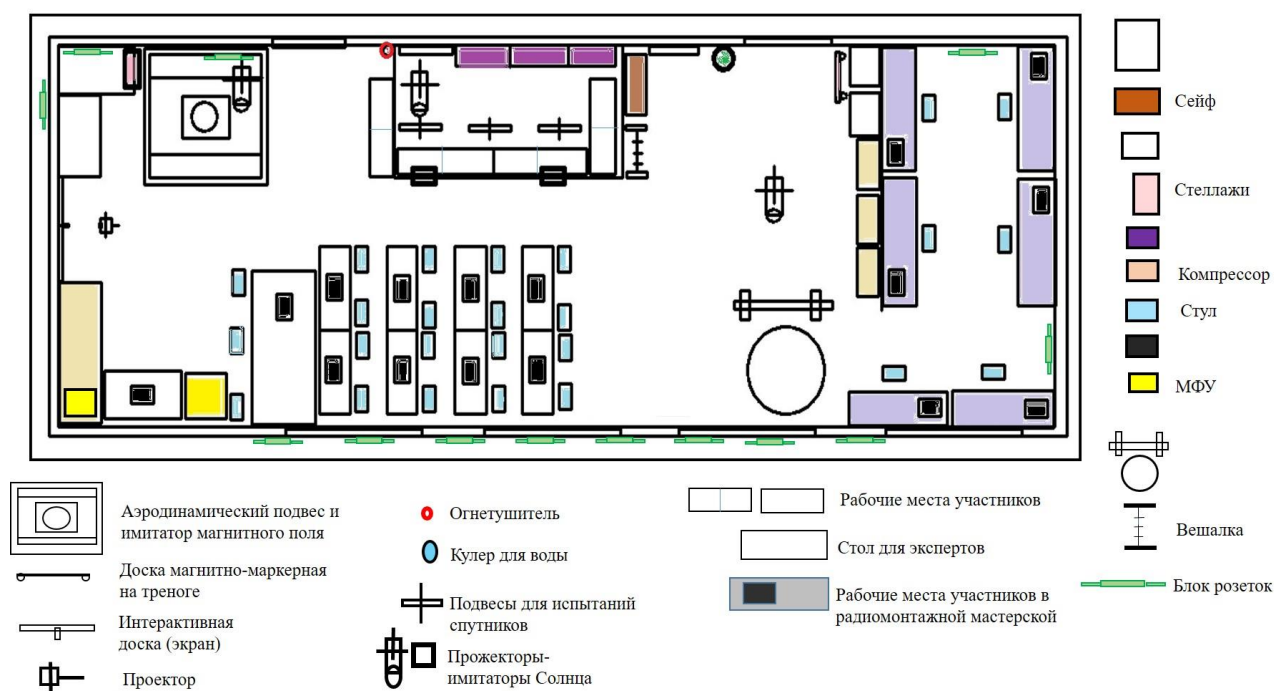 Сейф
Стеллажи
Компрессор
Стул
МФУ
Вешалка
Блок розеток
Аэродинамический подвес и
имитатор магнитного поля
Доска магнитно-маркерная
на треноге
Интерактивная
доска (экран)
Проектор
Огнетушитель
Кулер для воды
Подвесы для испытаний
спутников
Прожекторы-
имитаторы Солнца
Рабочие места участников
Стол для экспертов
Рабочие места участников в
радиомонтажной мастерской